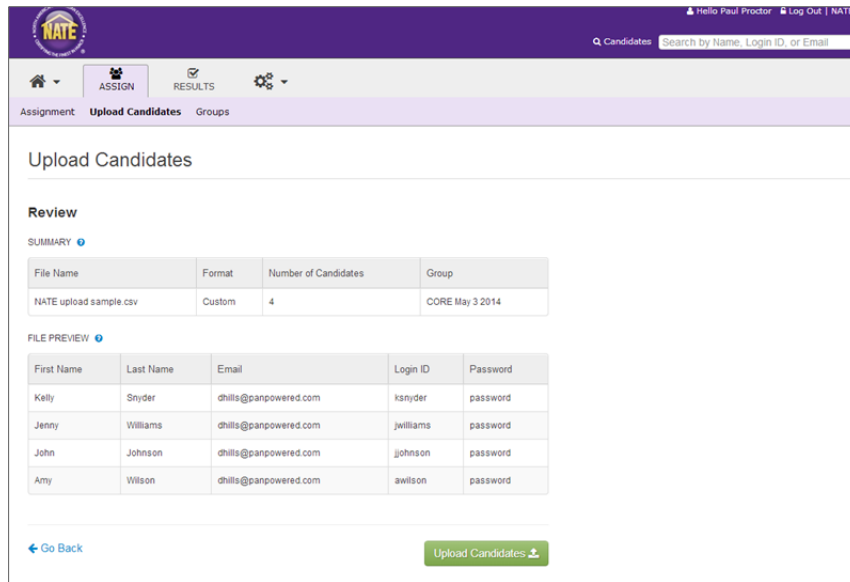 Hello Paul Proctor Log Out | NAT
NATE
Candidates Search by Name, Login ID, or Email
ASSIGN RESULTS
Assignment Upload Candidates Groups
Upload Candidates
Review
SUMMARY
File Name Format Number of Candidates Group
NATE upload sample.csv Custom 4 CORE May 3 2014
FILE PREVIEW
First Name Last Name Email Login ID Password
Kelly Snyder dhills@panpowered.com ksnyder password
Jenny Williams dhills@panpowered.com jwilliams password
John Johnson dhills@panpowered.com jjohnson password
Amy Wilson dhills@panpowered.com awilson password
Go Back Upload Candidates